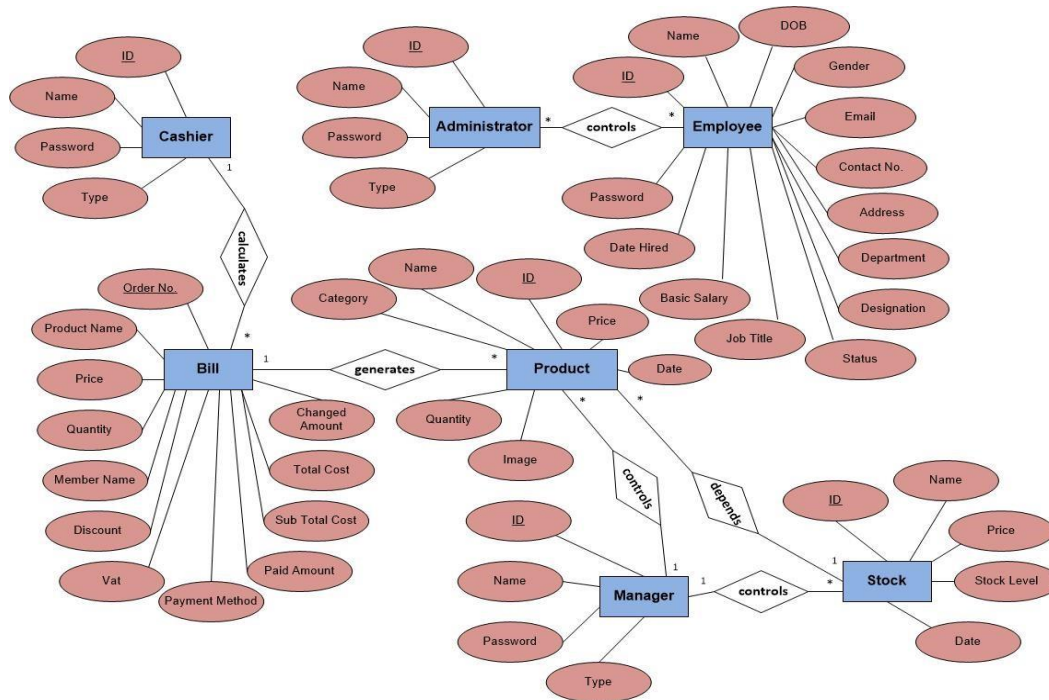 ID
Name
Password
Type
Cashier
1
calculates
*
ID
Name
Password
Type
Administrator
*
controls
*
Employee
ID
Name
DOB
Gender
Email
Contact No.
Address
Department
Designation
Status
Job Title
Basic Salary
Date Hired
Password
Order No.
Product Name
Price
Quantity
Member Name
Discount
Vat
Payment Method
Paid Amount
Sub Total Cost
Total Cost
Changed
Amount
Bill
1
generates
*
Product
Category
Name
ID
Price
Date
Quantity
Image
*
controls
1
*
depends
1
ID
Name
Password
Type
Manager
1
controls
*
Stock
ID
Name
Price
Stock Level
Date